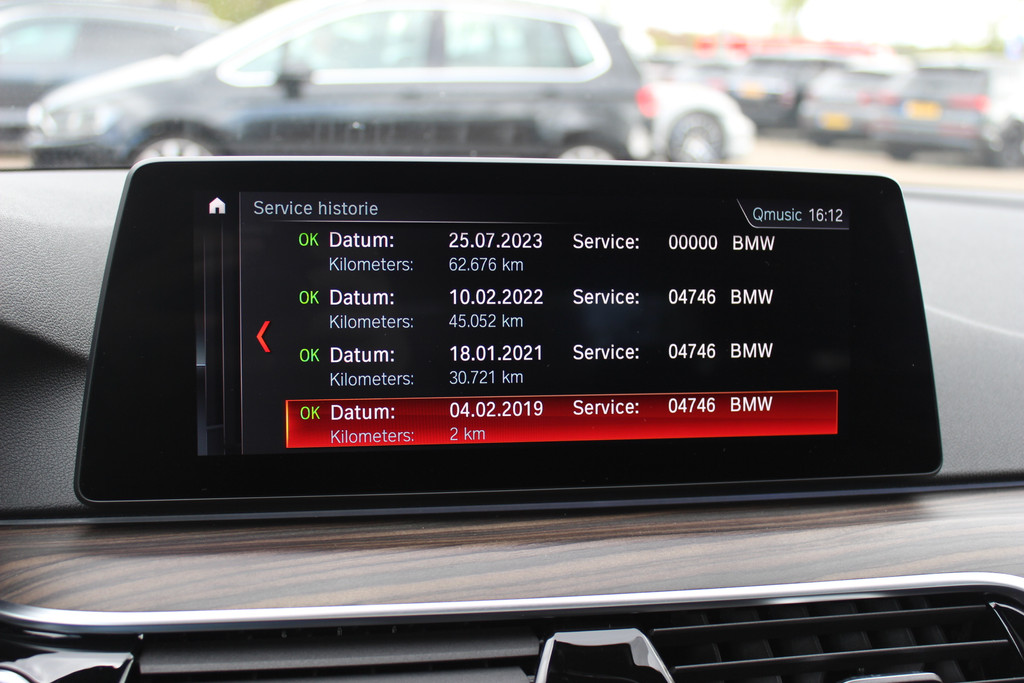 Service historie
Qmusic 16:12
OK Datum: 25.07.2023 Service: 00000 BMW
Kilometers: 62.676 km
OK Datum: 10.02.2022 Service: 04746 BMW
Kilometers: 45.052 km
OK Datum: 18.01.2021 Service: 04746 BMW
Kilometers: 30.721 km
OK Datum: 04.02.2019 Service: 04746 BMW
Kilometers: 2 km